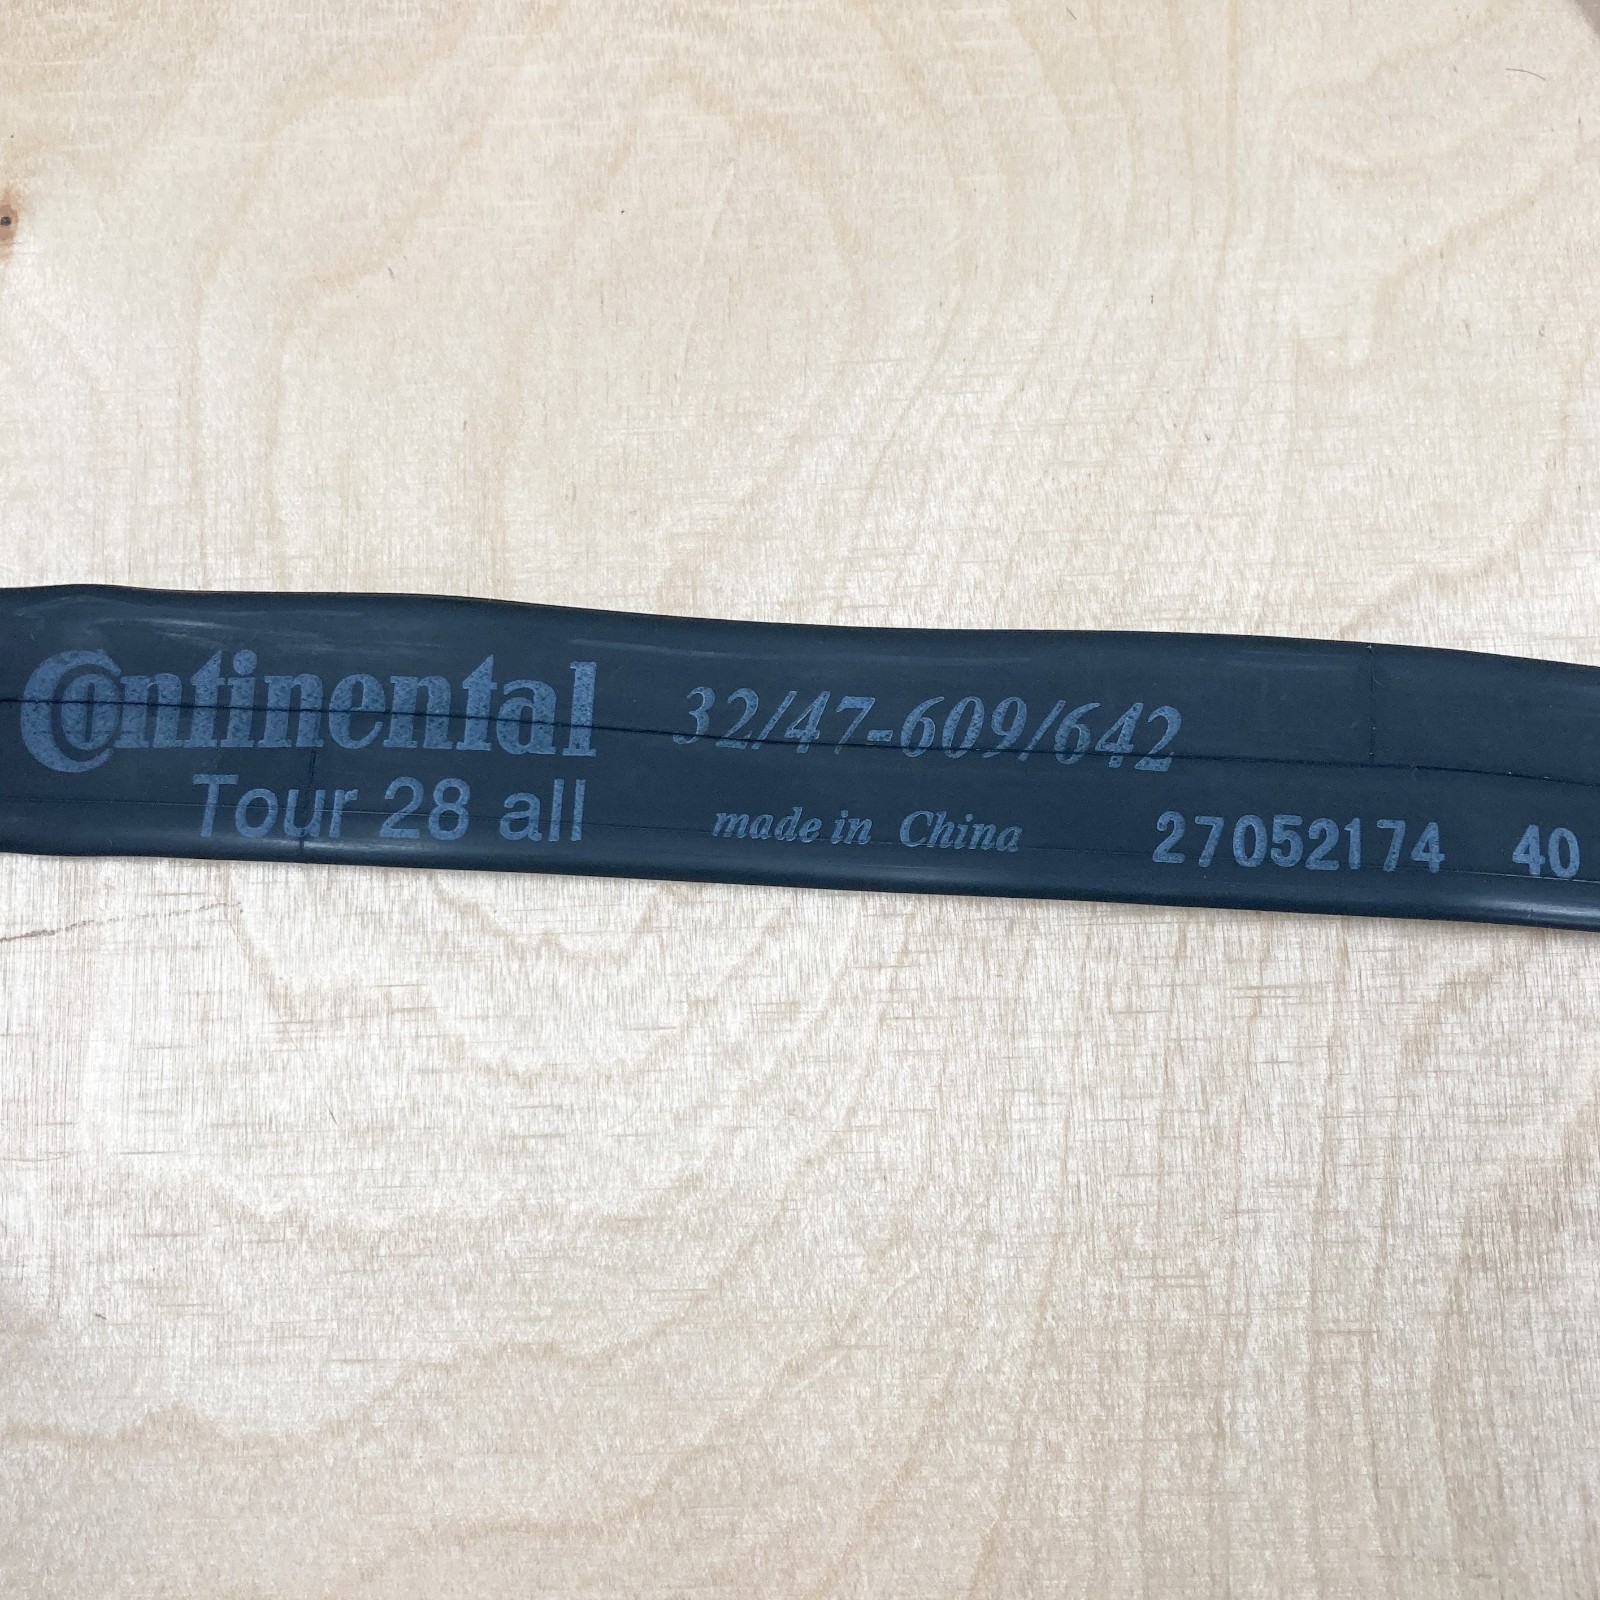 Continental 32/47-609/642
Tour 28 all made in China 27052174 40